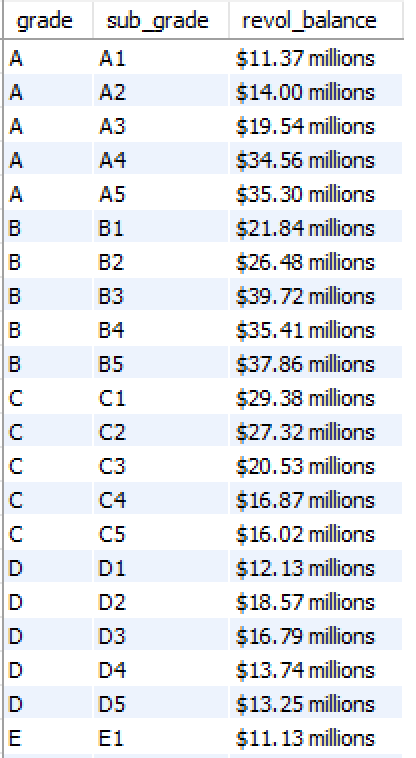 grade sub_grade revol_balance
A A1 $11.37 millions
A A2 $14.00 millions
A A3 $19.54 millions
A A4 $34.56 millions
A A5 $35.30 millions
B B1 $21.84 millions
B B2 $26.48 millions
B B3 $39.72 millions
B B4 $35.41 millions
B B5 $37.86 millions
C C1 $29.38 millions
C C2 $27.32 millions
C C3 $20.53 millions
C C4 $16.87 millions
C C5 $16.02 millions
D D1 $12.13 millions
D D2 $18.57 millions
D D3 $16.79 millions
D D4 $13.74 millions
D D5 $13.25 millions
E E1 $11.13 millions